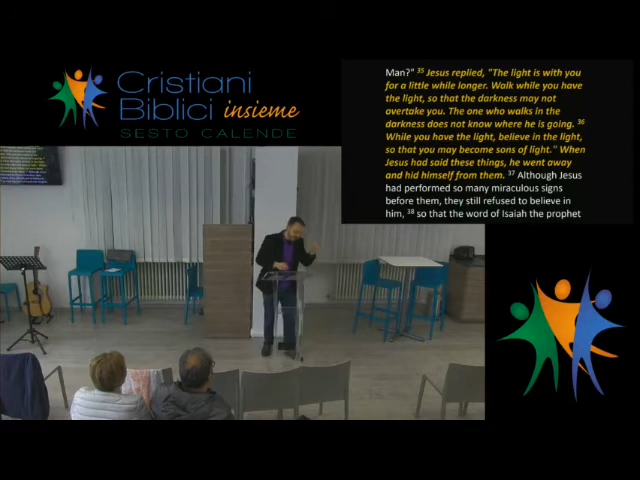 Cristiani
Biblici insieme
SESTO CALENDE
Man?" 35 Jesus replied, "The light is with you
for a little while longer. Walk while you have
the light, so that the darkness may not
overtake you. The one who walks in the
darkness does not know where he is going. 36
While you have the light, believe in the light,
so that you may become sons of light." When
Jesus had said these things, he went away
and hid himself from them. 37 Although Jesus
had performed so many miraculous signs
before them, they still refused to believe in
him, 38 so that the word of Isaiah the prophet